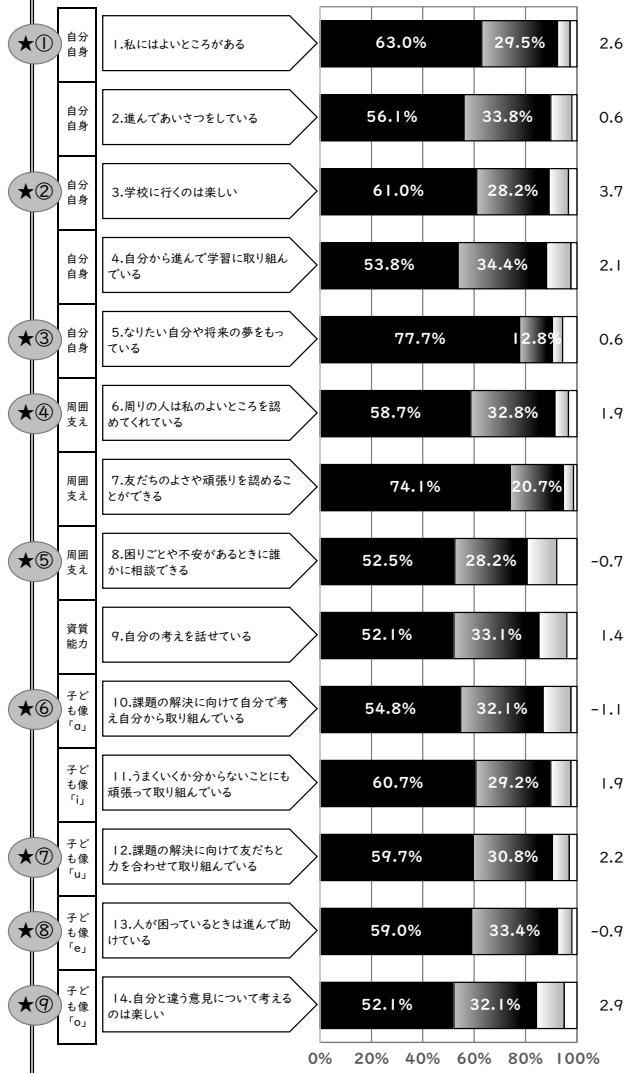 ★①
自分
自身
1.私にはよいところがある
63.0%
29.5%
2.6
自分
自身
2.進んであいさつをしている
56.1%
33.8%
0.6
★②
自分
自身
3.学校に行くのは楽しい
61.0%
28.2%
3.7
自分
自身
4.自分から進んで学習に取り組ん
でいる
53.8%
34.4%
2.1
★③
自分
自身
5.なりたい自分や将来の夢をもっ
ている
77.7%
12.8%
0.6
★④
周囲
支え
6.周りの人は私のよいところを認
めてくれている
58.7%
32.8%
1.9
周囲
支え
7.友だちのよさや頑張りを認めるこ
とができる
74.1%
20.7%
★⑤
周囲
支え
8.困りごとや不安があるときに誰
かに相談できる
52.5%
28.2%
-0.7
資質
能力
9.自分の考えを話せている
52.1%
33.1%
1.4
★⑥
子ど
も像
「a」
10.課題の解決に向けて自分で考
え自分から取り組んでいる
54.8%
32.1%
-1.1
子ど
も像
「i」
11.うまくいくか分からないことにも
頑張って取り組んでいる
60.7%
29.2%
1.9
★⑦
子ど
も像
「u」
12.課題の解決に向けて友だちと
力を合わせて取り組んでいる
59.7%
30.8%
2.2
★⑧
子ど
も像
「e」
13.人が困っているときは進んで助
けている
59.0%
33.4%
-0.9
★⑨
子ど
も像
「o」
14.自分と違う意見について考える
のは楽しい
52.1%
32.1%
2.9
0% 20% 40% 60% 80% 100%